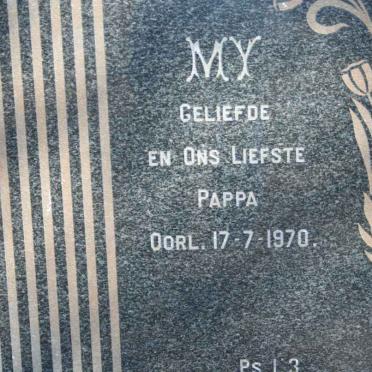 MY
GELIEFDE
EN ONS LIEFSTE
PAPPA
OORL. 17-7-1970.
PS. 1.3.